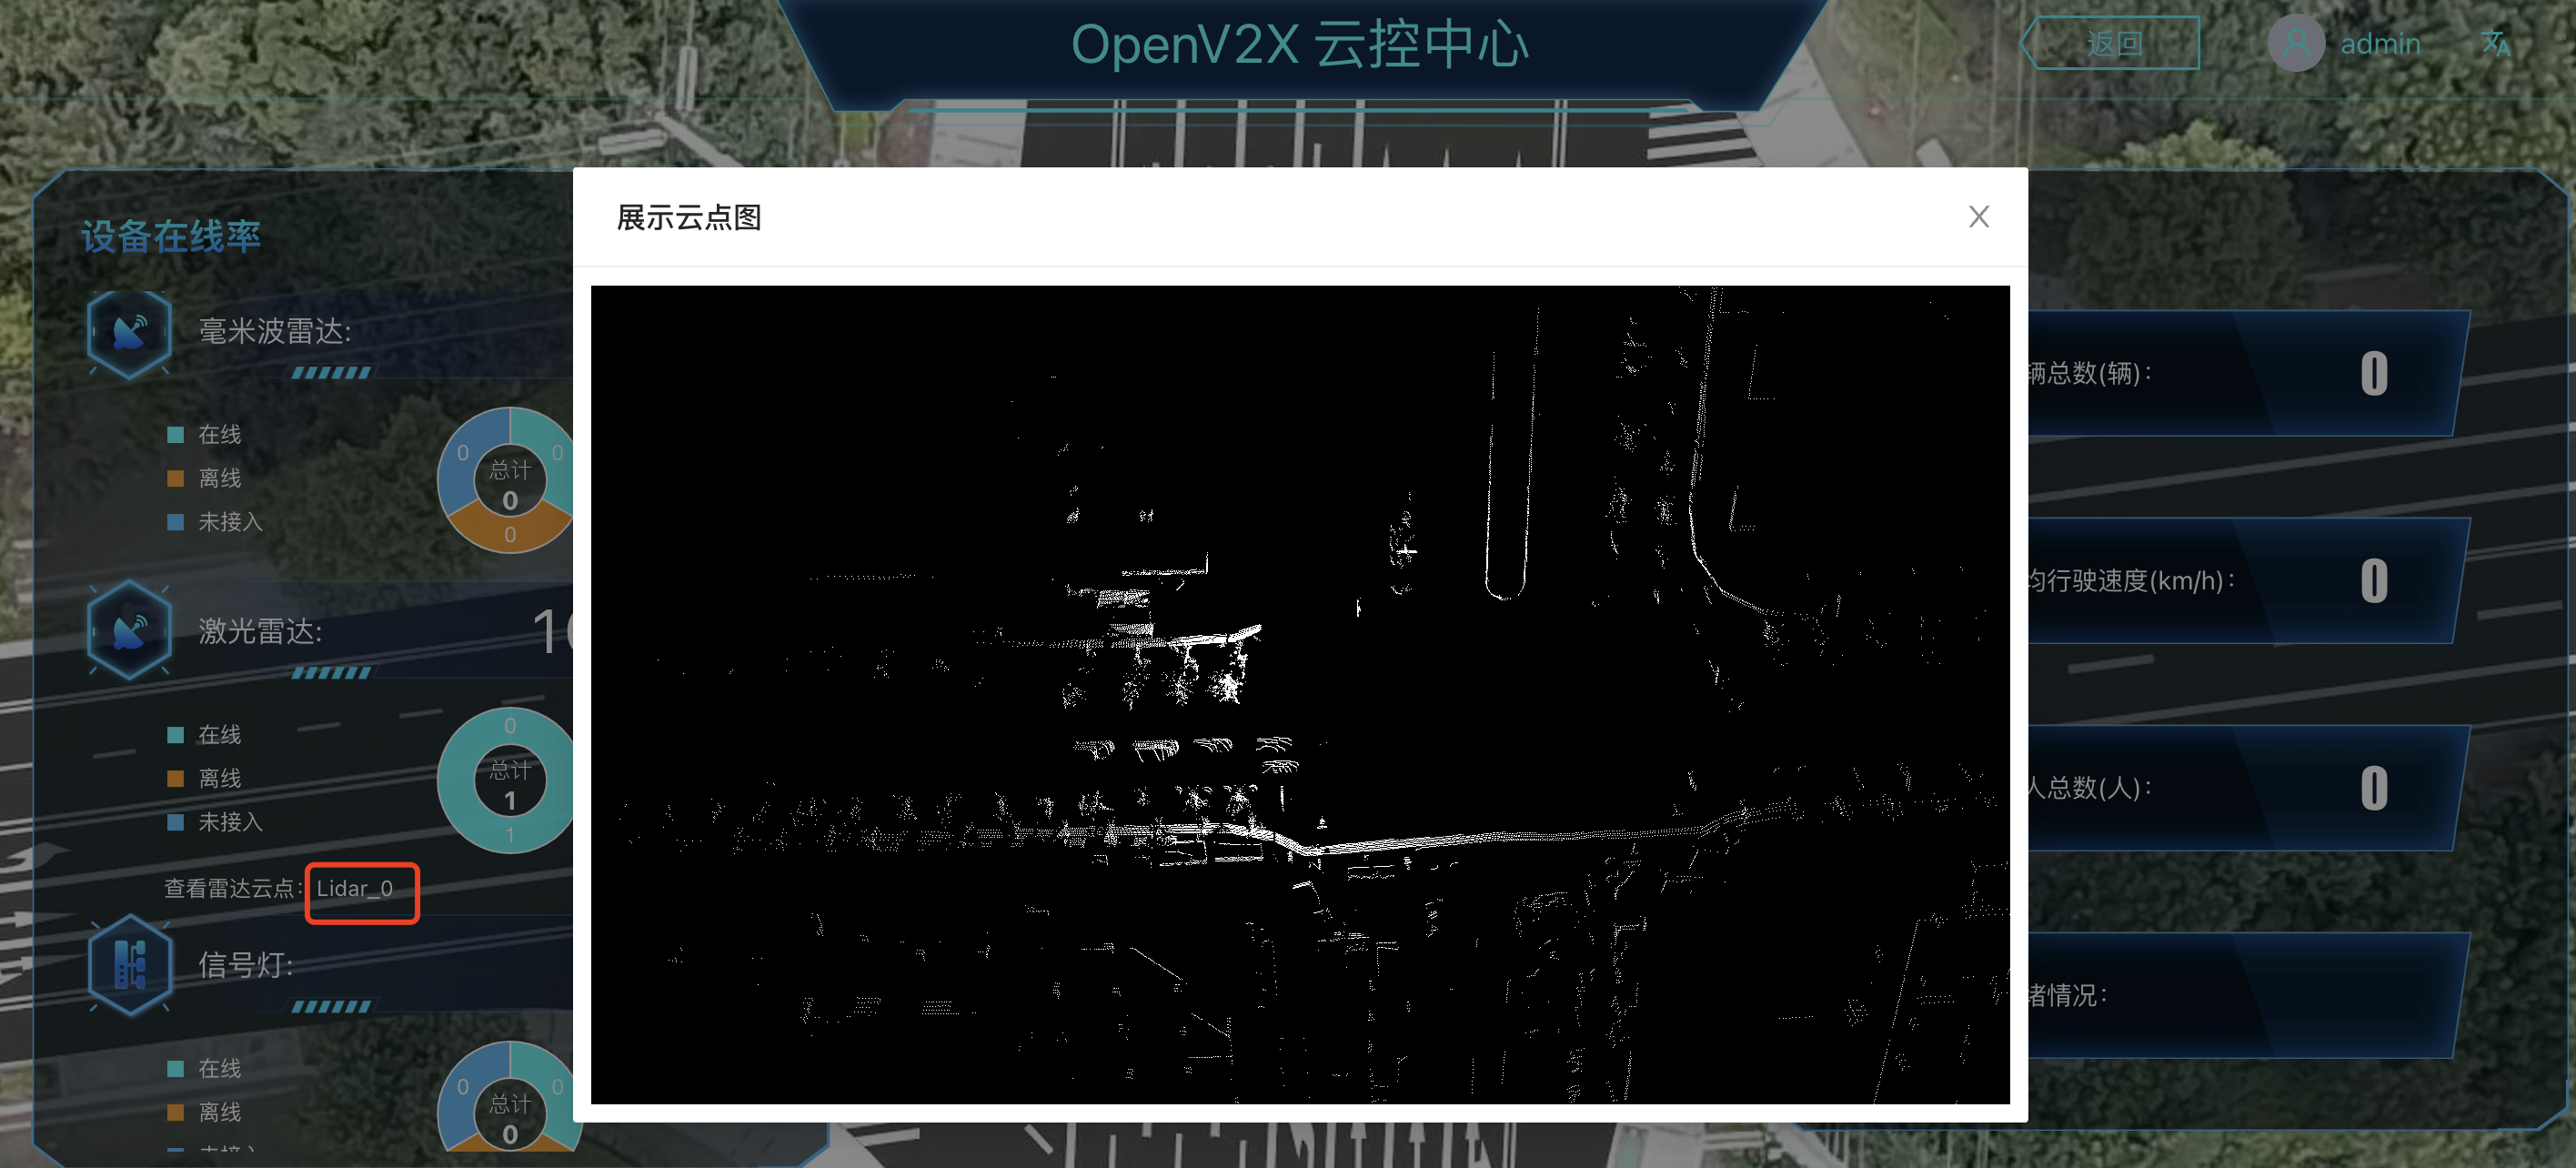 OpenV2X 云控中心
返回
admin
展示云点图
设备在线率
毫米波雷达:
在线
离线
未接入
0
0
总计
0
0
激光雷达:
在线
离线
未接入
0
总计
1
1
查看雷达云点: Lidar_0
信号灯:
在线
离线
0
0
总计
0
辆总数(辆):
0
均行驶速度(km/h):
0
人总数(人):
0
堵情况: